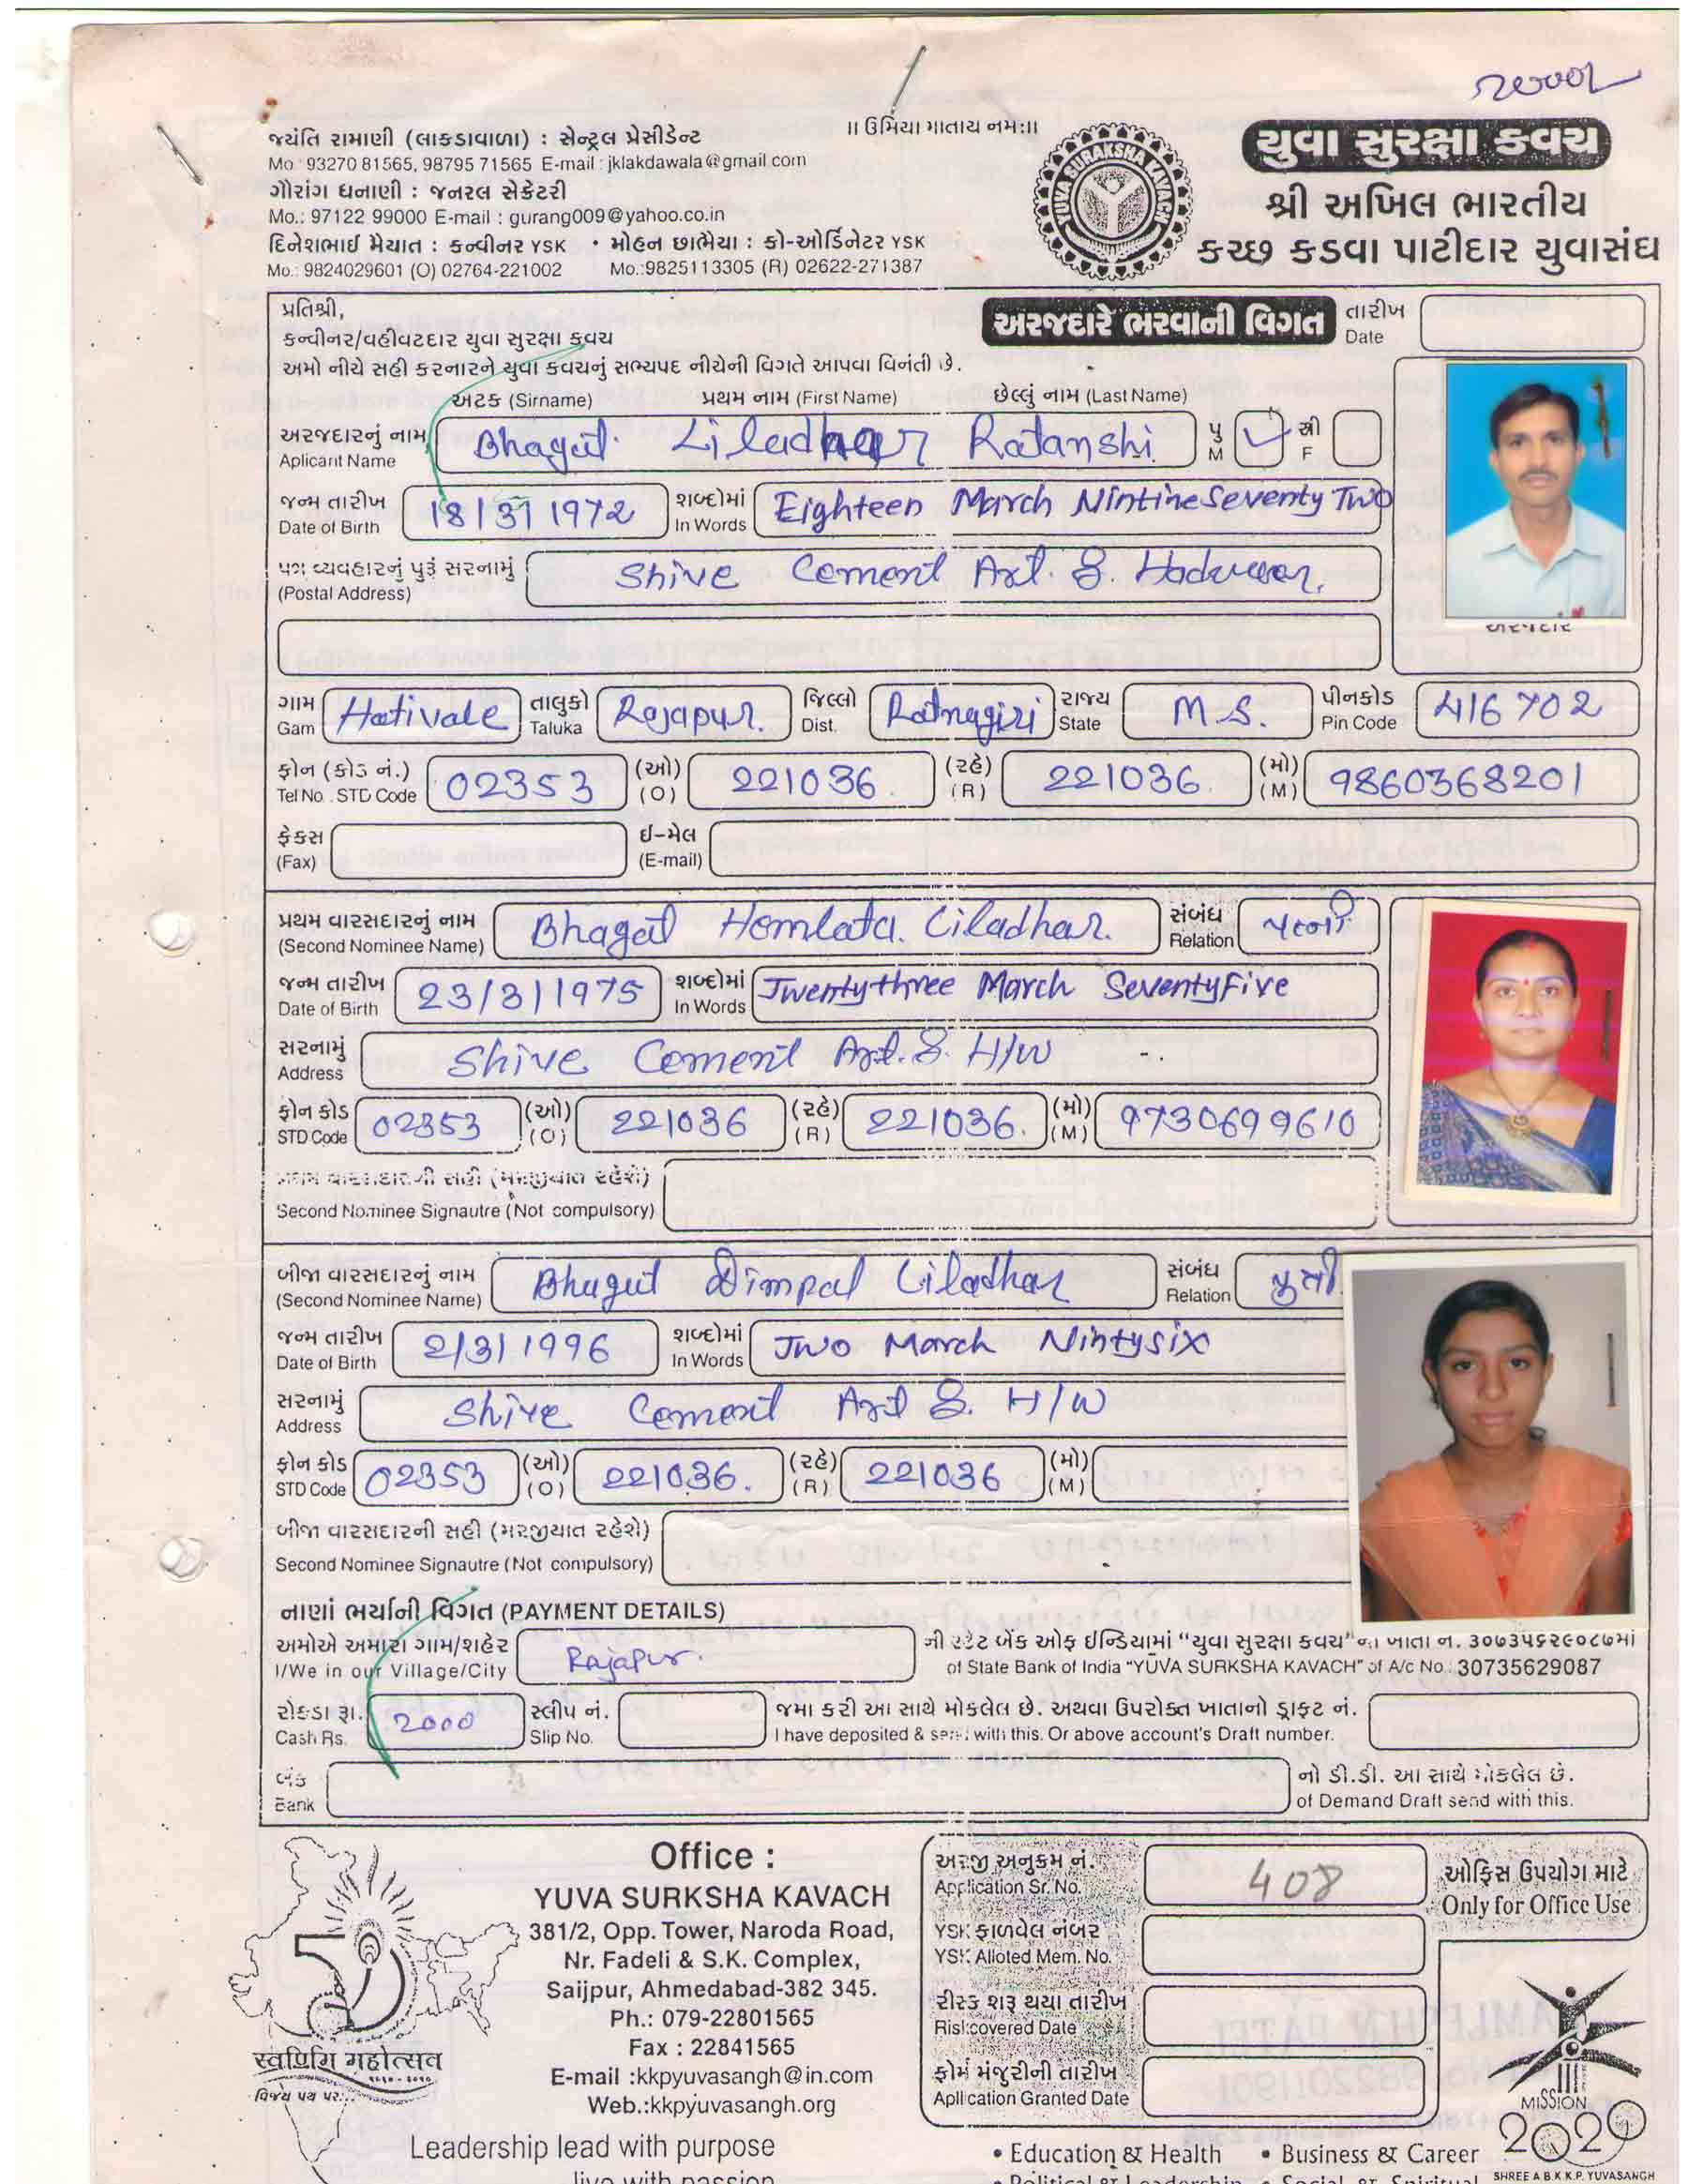 ॥ ઉમિયા માતાય નમઃ॥
જયંતિ રામાણી (લાકડાવાળા) : સેન્ટ્રલ પ્રેસીડેન્ટ
Mo : 93270 81565, 98795 71565 E-mail : jklakdawala@gmail.com
ગૌરાંગ ધનાણી : જનરલ સેક્રેટરી
Mo.: 97122 99000 E-mail : gurang009@yahoo.co.in
દિનેશભાઈ મૈયાત : કન્વીનર YSK • મોહન છાભૈયા : કો-ઓર્ડિનેટર YSK
Mo.: 9824029601 (O) 02764-221002 Mo.:9825113305 (R) 02622-271387
YUVA SURAKSHA KAVACH
યુવા સુરક્ષા કવચ
શ્રી અખિલ ભારતીય
કચ્છ કડવા પાટીદાર યુવાસંઘ
પ્રતિશ્રી,
કન્વીનર/વહીવટદાર યુવા સુરક્ષા કવચ
અરજદારે ભરવાની વિગત
તારીખ
Date
અમો નીચે સહી કરનારને યુવા કવચનું સભ્યપદ નીચેની વિગતે આપવા વિનંતી છે.
અટક (Sirname) પ્રથમ નામ (First Name) છેલ્લું નામ (Last Name)
અરજદારનું નામ
Aplicant Name Bhagat Liladhar Ratanshi પુ M ✓ સ્ત્રી F
જન્મ તારીખ
Date of Birth 18/3/1972 શબ્દોમાં In Words Eighteen March Nintine Seventy Two
પત્ર વ્યવહારનું પુરૂં સરનામું
(Postal Address) Shive Cement Art. &
અરજદાર
ગામ Gam Hativale તાલુકો Taluka Rajapur. જિલ્લો Dist. Ratnagiri રાજ્ય State M.S. પીનકોડ Pin Code 416702
ફોન (કોડ નં.)
Tel No. STD Code 02353 (ઓ) (O) 221036 (રહે) (R) 221036 (મો) (M) 9860368201
ફેકસ (Fax) ઈ-મેલ (E-mail)
પ્રથમ વારસદારનું નામ
(Second Nominee Name) Bhagat Hemlata Liladhar. સંબંધ Relation પત્ની
જન્મ તારીખ
Date of Birth 23/3/1975 શબ્દોમાં In Words Twentythree March SeventyFive
સરનામું
Address Shive Cement Art. & H/W
ફોન કોડ
STD Code 02353 (ઓ) (O) 221036 (રહે) (R) 221036. (મો) (M) 9730699610
પ્રથમ વારસદારની સહી (મરજીયાત રહેશે)
Second Nominee Signautre (Not compulsory)
બીજા વારસદારનું નામ
(Second Nominee Name) Bhagat Dimpal Liladhar સંબંધ Relation પુત્રી
જન્મ તારીખ
Date of Birth 2/3/1996 શબ્દોમાં In Words Two March Nintysix
સરનામું
Address Shive Cement Art &. H/W
ફોન કોડ
STD Code 02353 (ઓ) (O) 221036. (રહે) (R) 221036 (મો) (M)
બીજા વારસદારની સહી (મરજીયાત રહેશે)
Second Nominee Signautre (Not compulsory)
નાણાં ભર્યાની વિગત (PAYMENT DETAILS)
અમોએ અમારા ગામ/શહેર Rajapur. ની સ્ટેટ બેંક ઓફ ઈન્ડિયામાં "યુવા સુરક્ષા કવચ" ના ખાતા નં. ૩૦૭૩૫૬૨૯૦૮૭માં
I/We in our Village/City of State Bank of India "YUVA SURKSHA KAVACH" of A/c No.: 30735629087
રોકડા રૂા. 2000 સ્લીપ નં. જમા કરી આ સાથે મોકલેલ છે. અથવા ઉપરોક્ત ખાતાનો ડ્રાફ્ટ નં.
Cash Rs. Slip No. I have deposited & send with this. Or above account's Draft number.
બેંક નો ડી.ડી. આ સાથે મોકલેલ છે.
Bank of Demand Draft send with this.
Office :
YUVA SURKSHA KAVACH
381/2, Opp. Tower, Naroda Road,
Nr. Fadeli & S.K. Complex,
Saijpur, Ahmedabad-382 345.
Ph.: 079-22801565
Fax : 22841565
E-mail :kkpyuvasangh@in.com
Web.:kkpyuvasangh.org
અરજી અનુક્રમ નં.
Application Sr. No. 408
ઓફિસ ઉપયોગ માટે
Only for Office Use
YSK ફાળવેલ નંબર
YSK Alloted Mem. No.
રીસ્ક શરૂ થયા તારીખ
Risk covered Date
ફોર્મ મંજુરીની તારીખ
Apllication Granted Date
50
વિજય પથ પર
MISSION
2020
SHREE A.B.K.K.P. YUVASANGH
Leadership lead with purpose
live with passion
• Education & Health • Business & Career
• Political & Leadership • Social & Spiritual